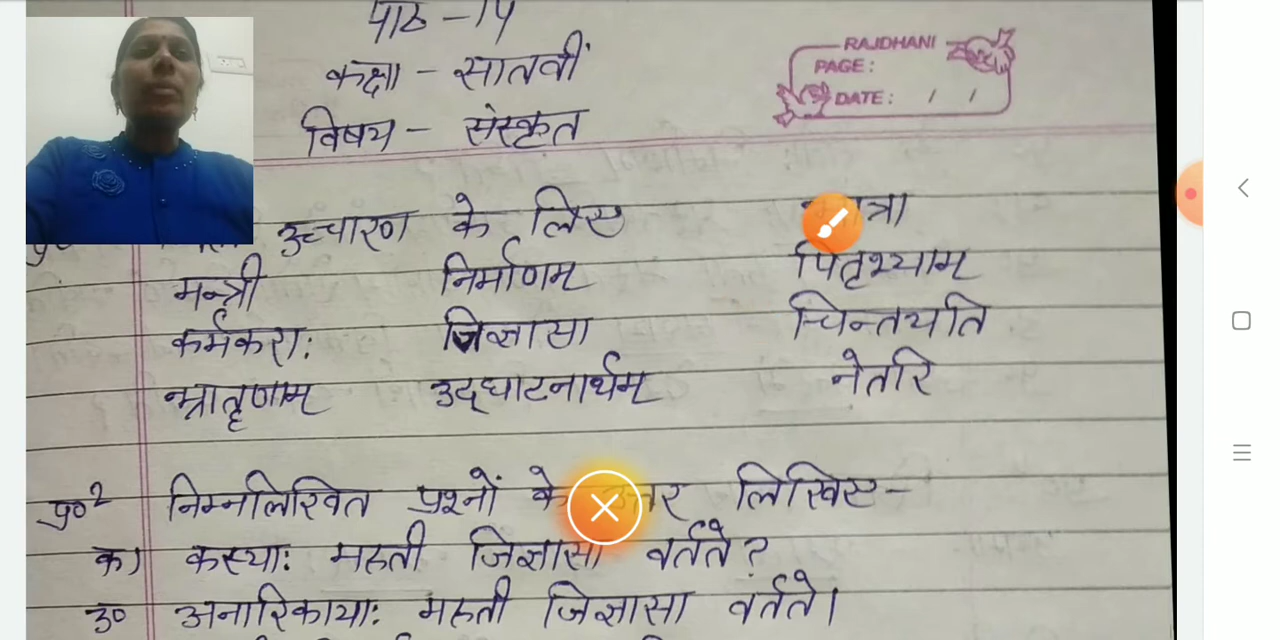 पाठ - 14
कक्षा - सातवीं
विषय - संस्कृत
RAJDHANI
PAGE:
DATE: / /
उच्चारण के लिए
मन्त्री निर्माणम् पितृभ्याम्
कर्मकराः जिज्ञासा चिन्तयति
भ्रातृणाम् उद्घाटनार्थम् नेतरि
प्र०2 निम्नलिखित प्रश्नों के उत्तर लिखिए-
क) कस्याः महती जिज्ञासा वर्तते?
उ० अनारिकायाः महती जिज्ञासा वर्तते।